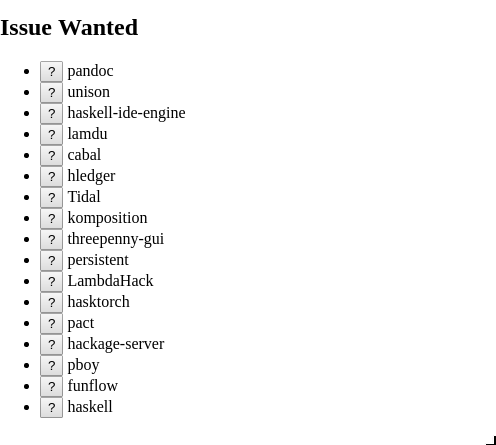 Issue Wanted
? pandoc
? unison
? haskell-ide-engine
? lamdu
? cabal
? hledger
? Tidal
? komposition
? threepenny-gui
? persistent
? LambdaHack
? hasktorch
? pact
? hackage-server
? pboy
? funflow
? haskell